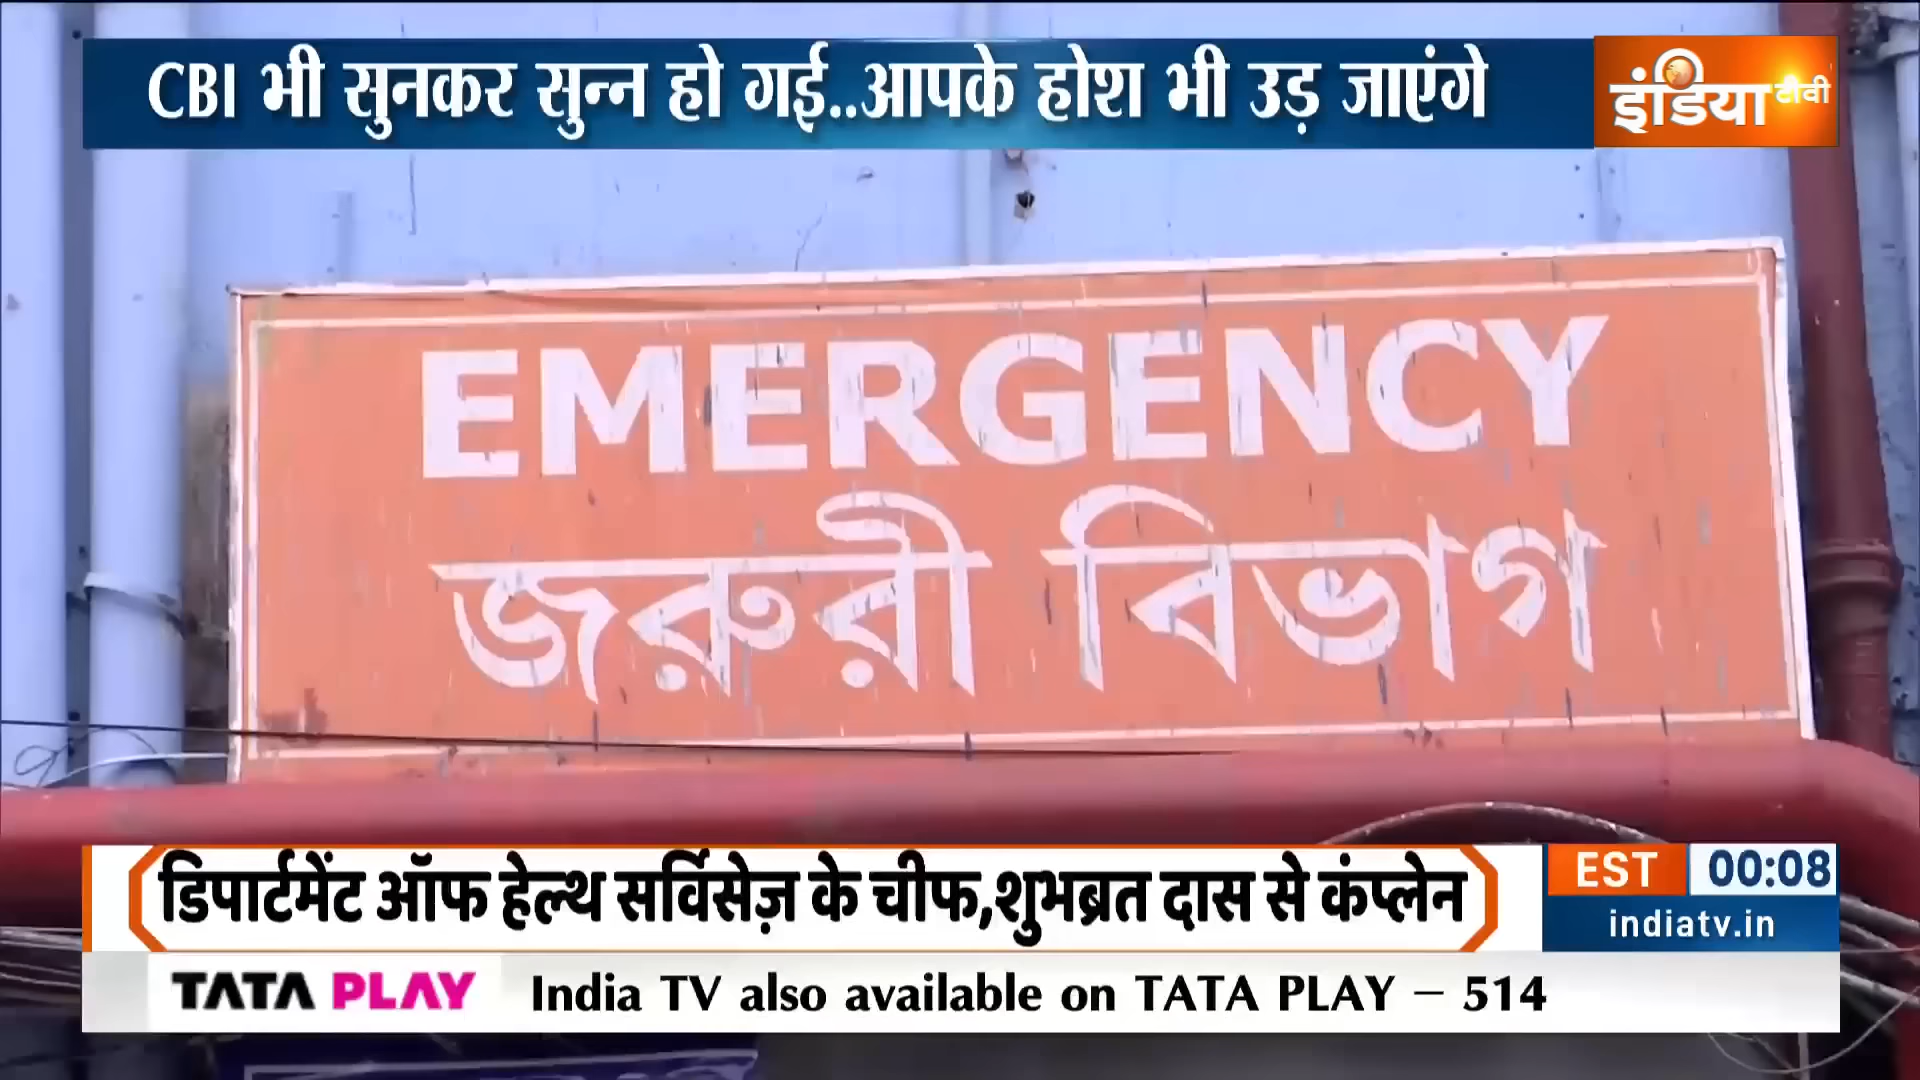 CBI भी सुनकर सुन्न हो गई..आपके होश भी उड़ जाएंगे
इंडिया टीवी
EMERGENCY
জরুরী বিভাগ
डिपार्टमेंट ऑफ हेल्थ सर्विसेज़ के चीफ,शुभब्रत दास से कंप्लेन
EST 00:08
indiatv.in
TATA PLAY India TV also available on TATA PLAY – 514